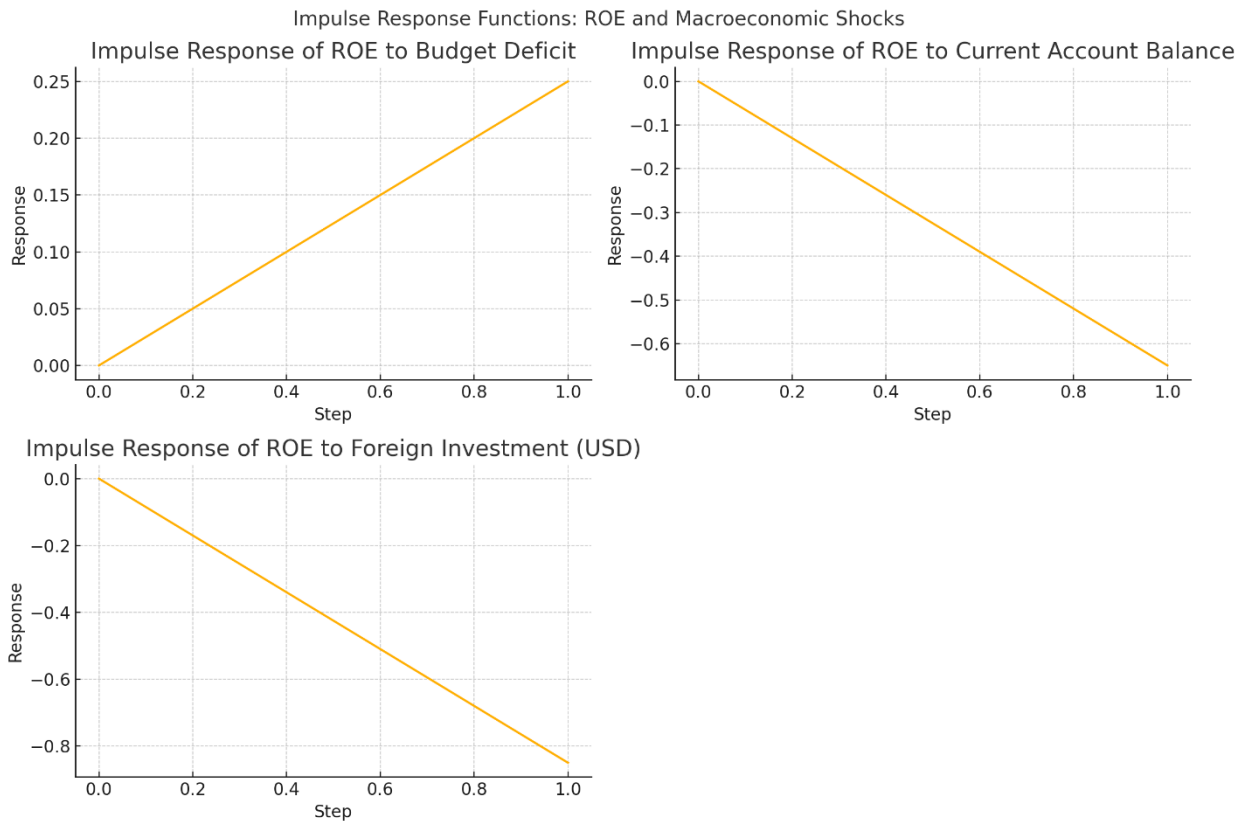 Impulse Response Functions: ROE and Macroeconomic Shocks
Impulse Response of ROE to Budget Deficit
0.25
0.20
0.15
0.10
0.05
0.00
Response
0.0 0.2 0.4 0.6 0.8 1.0
Step
Impulse Response of ROE to Current Account Balance
0.0
−0.1
−0.2
−0.3
−0.4
−0.5
−0.6
Response
0.0 0.2 0.4 0.6 0.8 1.0
Step
Impulse Response of ROE to Foreign Investment (USD)
0.0
−0.2
−0.4
−0.6
−0.8
Response
0.0 0.2 0.4 0.6 0.8 1.0
Step